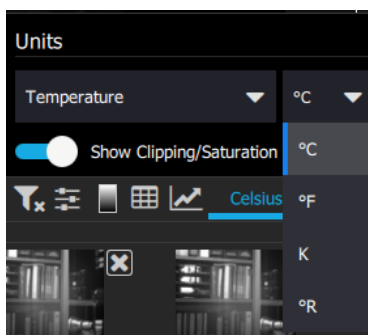 Units
Temperature
°C
Show Clipping/Saturation
°C
Celsius
°F
K
°R